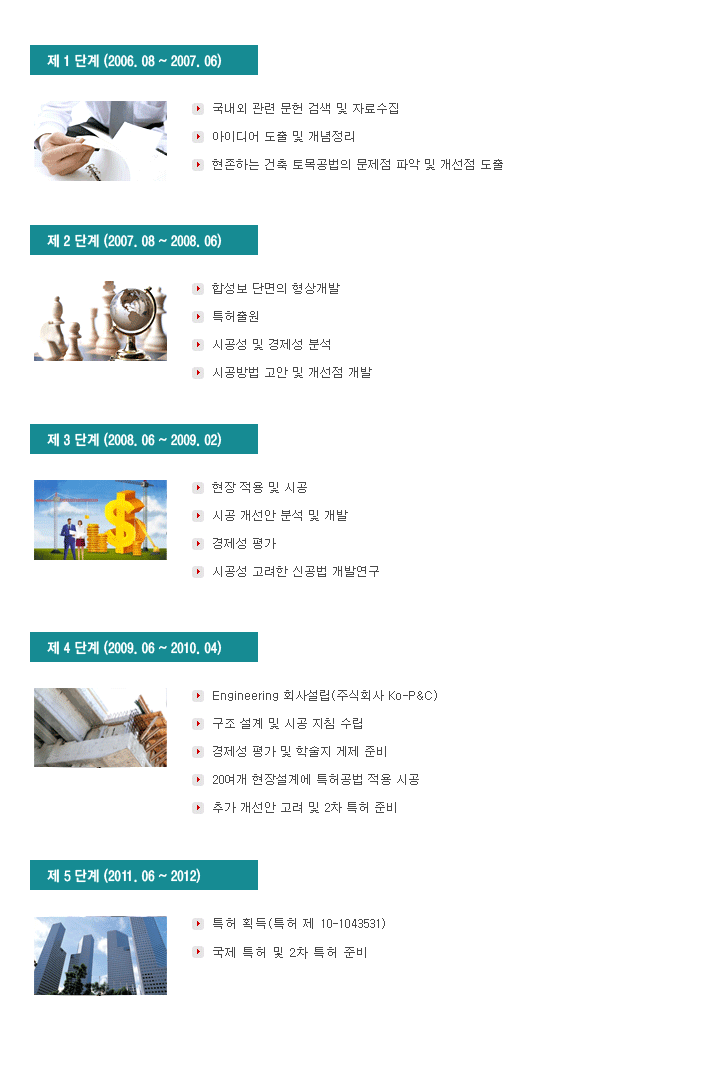 제 1 단계 (2006. 08 ~ 2007. 06)
국내외 관련 문헌 검색 및 자료수집
아이디어 도출 및 개념정리
현존하는 건축 토목공법의 문제점 파악 및 개선점 도출
제 2 단계 (2007. 08 ~ 2008. 06)
합성보 단면의 형상개발
특허출원
시공성 및 경제성 분석
시공방법 고안 및 개선점 개발
제 3 단계 (2008. 06 ~ 2009. 02)
현장 적용 및 시공
시공 개선안 분석 및 개발
경제성 평가
시공성 고려한 신공법 개발연구
제 4 단계 (2009. 06 ~ 2010. 04)
Engineering 회사설립(주식회사 Ko-P&C)
구조 설계 및 시공 지침 수립
경제성 평가 및 학술지 게제 준비
20여개 현장설계에 특허공법 적용 시공
추가 개선안 고려 및 2차 특허 준비
제 5 단계 (2011. 06 ~ 2012)
특허 획득(특허 제 10-1043531)
국제 특허 및 2차 특허 준비